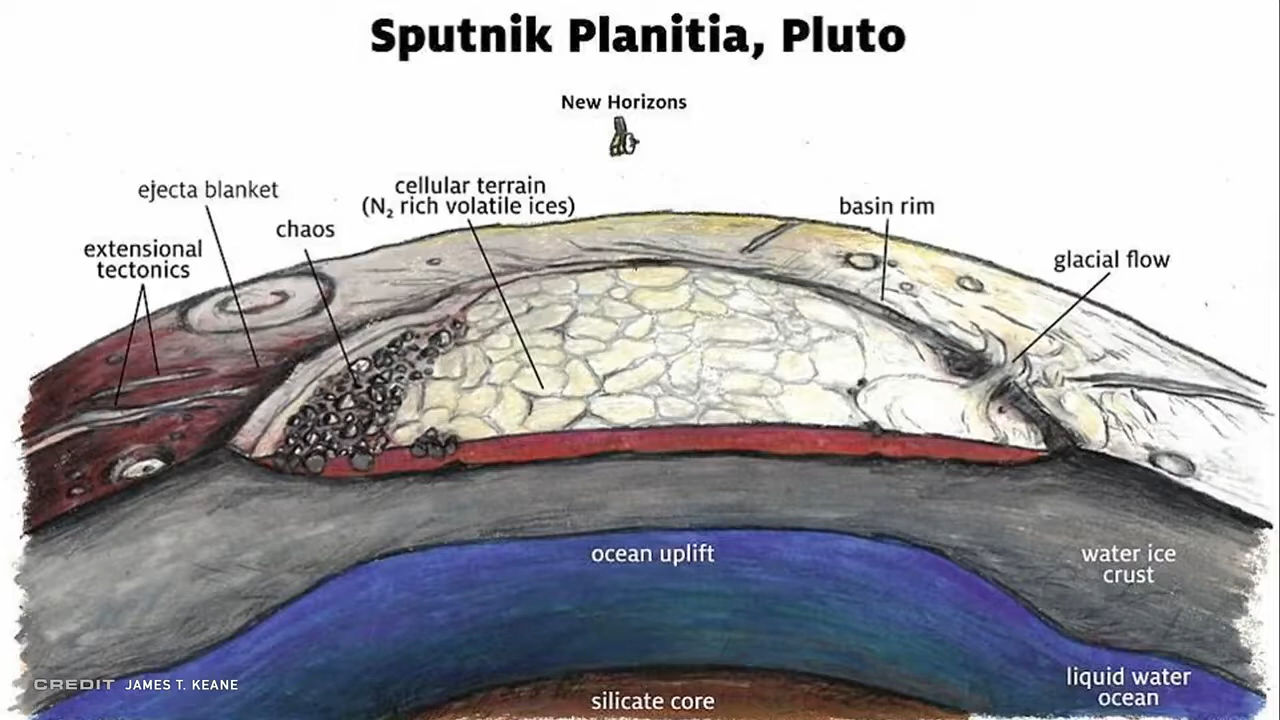 Sputnik Planitia, Pluto
New Horizons
ejecta blanket
cellular terrain
(N₂ rich volatile ices)
chaos
basin rim
extensional
tectonics
glacial flow
ocean uplift
water ice
crust
liquid water
ocean
silicate core
CREDIT JAMES T. KEANE